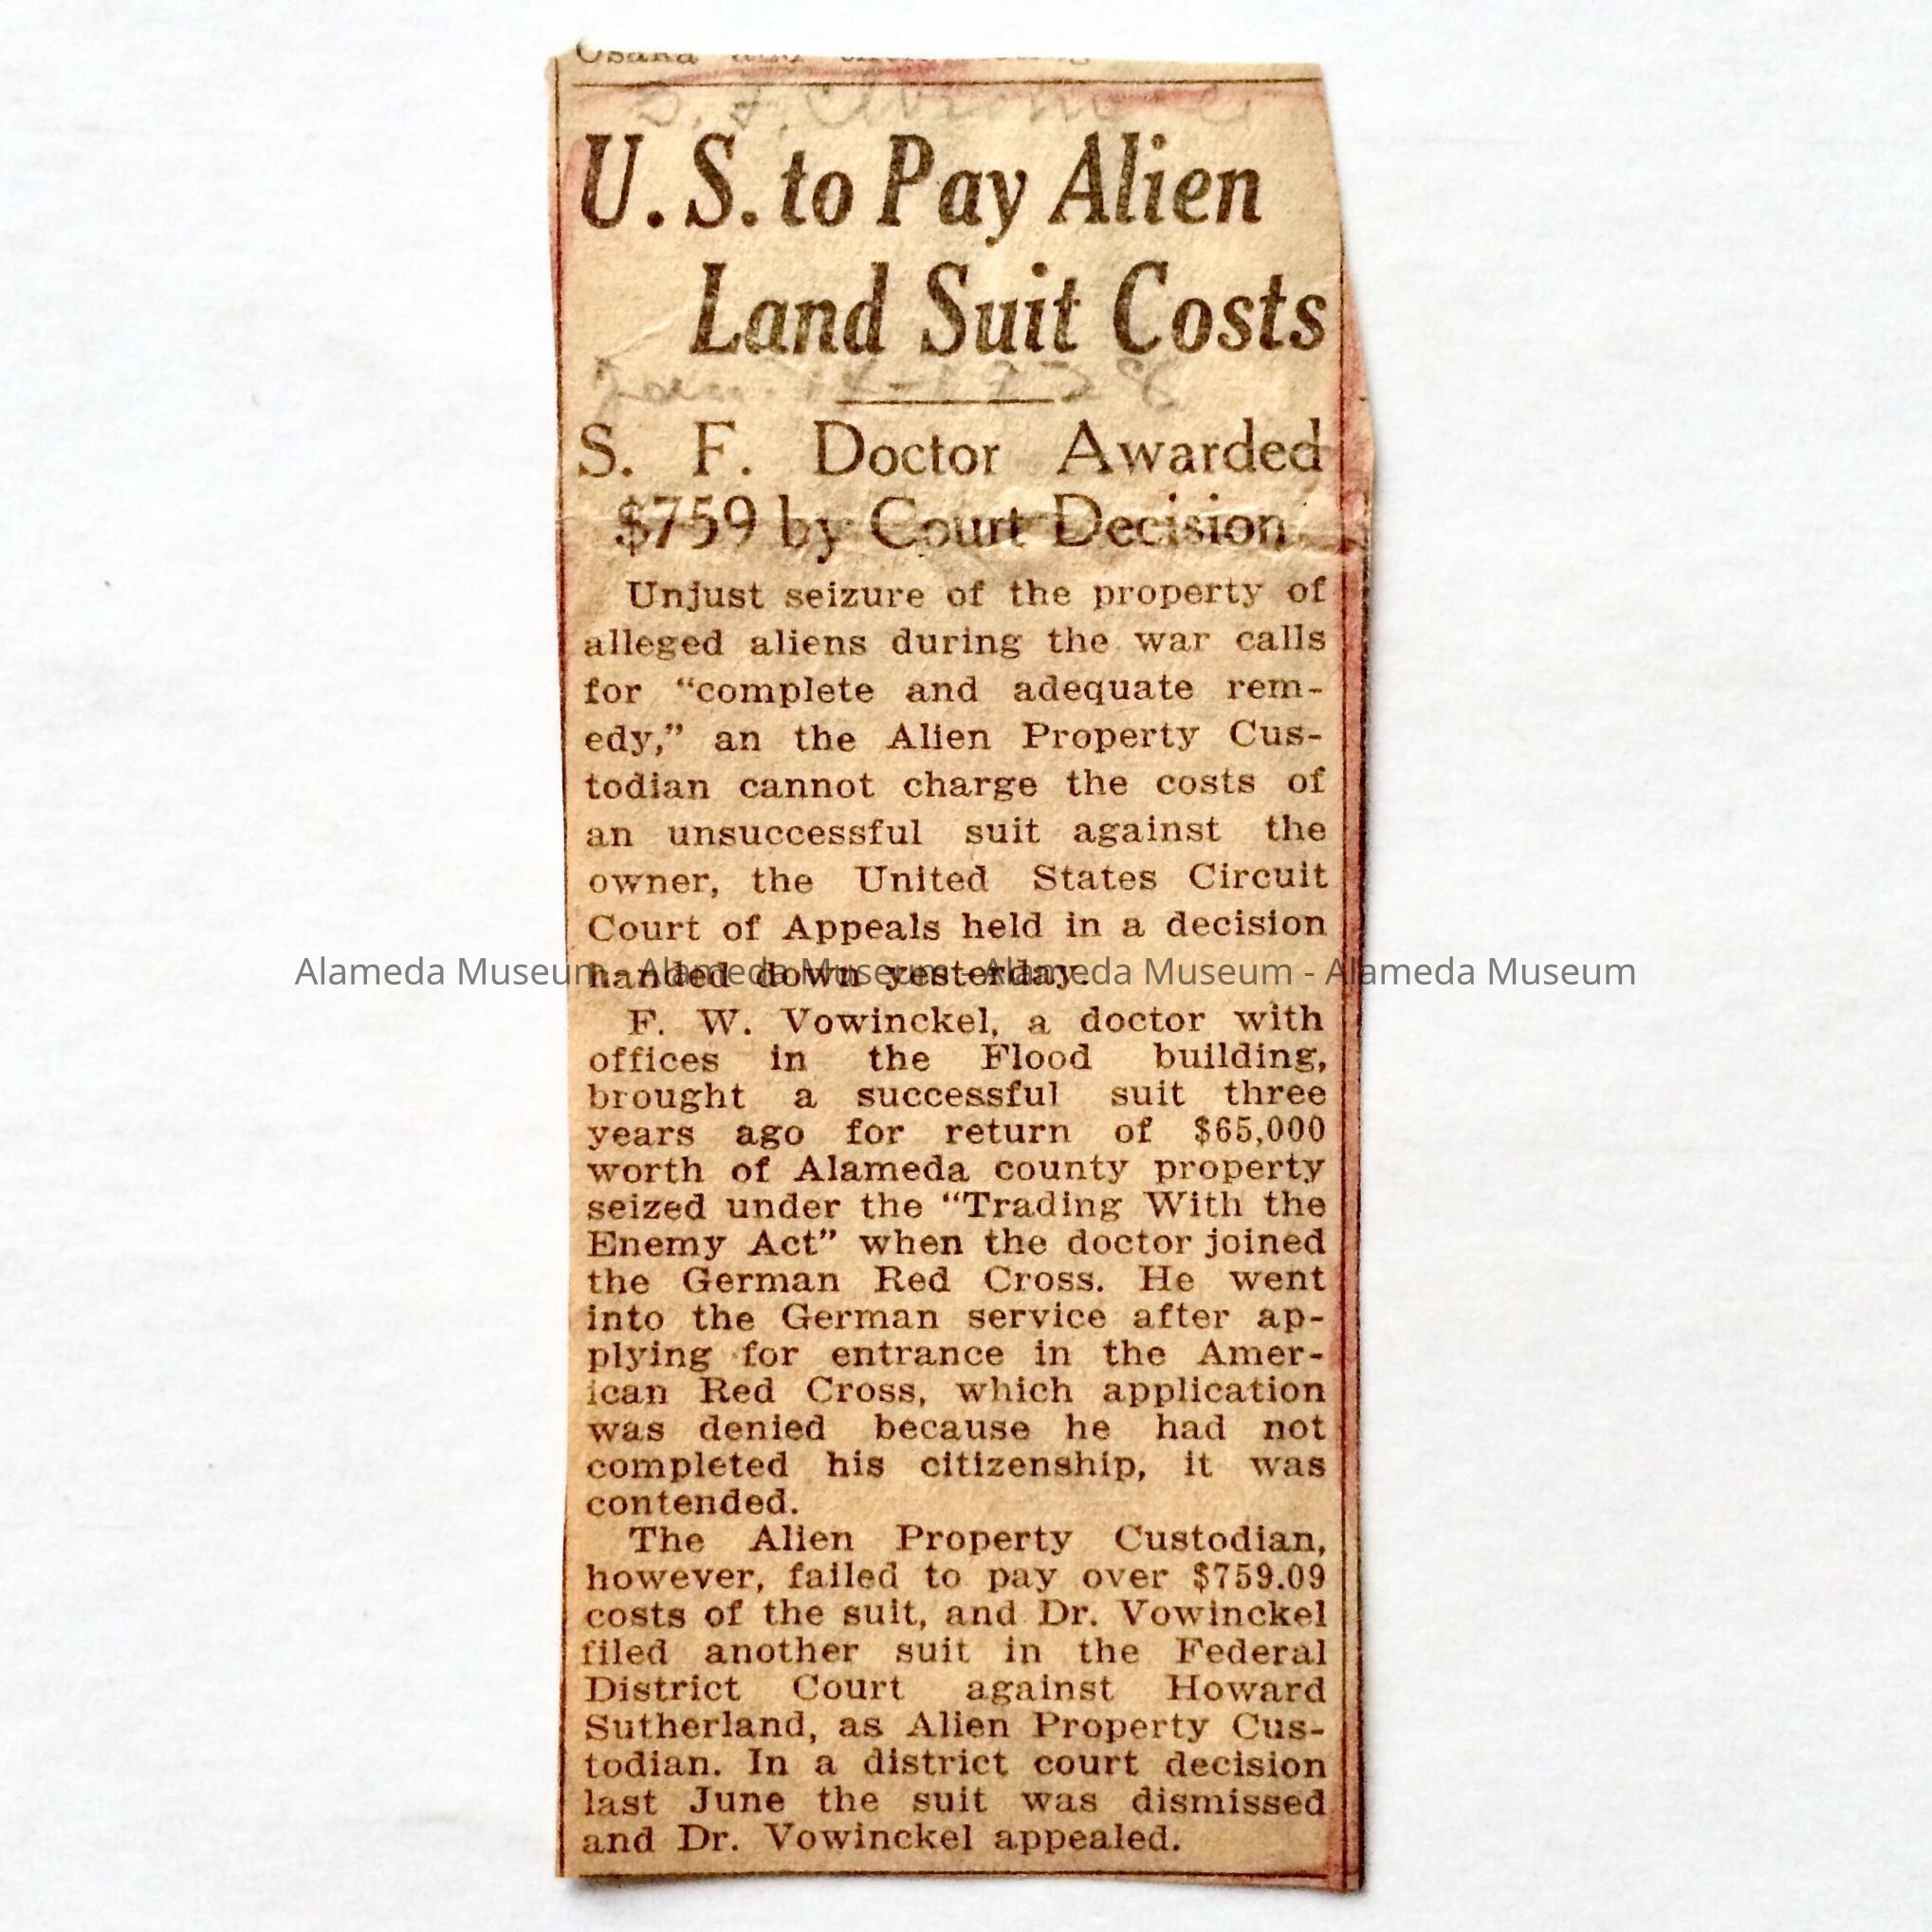 Osaka and
S. F. Chronicle
U. S. to Pay Alien
Land Suit Costs
Jan. 14-1928
S. F. Doctor Awarded
$759 by Court Decision
Unjust seizure of the property of
alleged aliens during the war calls
for “complete and adequate rem-
edy,” an the Alien Property Cus-
todian cannot charge the costs of
an unsuccessful suit against the
owner, the United States Circuit
Court of Appeals held in a decision
handed down yesterday.
Alameda Museum - Alameda Museum - Alameda Museum - Alameda Museum
F. W. Vowinckel, a doctor with
offices in the Flood building,
brought a successful suit three
years ago for return of $65,000
worth of Alameda county property
seized under the “Trading With the
Enemy Act” when the doctor joined
the German Red Cross. He went
into the German service after ap-
plying for entrance in the Amer-
ican Red Cross, which application
was denied because he had not
completed his citizenship, it was
contended.
The Alien Property Custodian,
however, failed to pay over $759.09
costs of the suit, and Dr. Vowinckel
filed another suit in the Federal
District Court against Howard
Sutherland, as Alien Property Cus-
todian. In a district court decision
last June the suit was dismissed
and Dr. Vowinckel appealed.